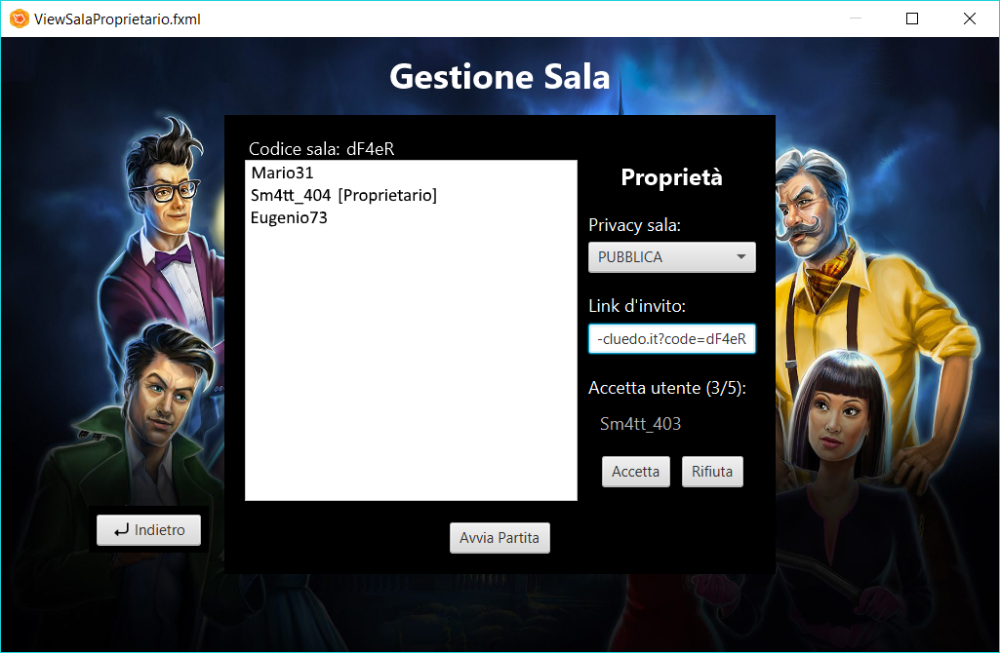 ViewSalaProprietario.fxml
Gestione Sala
Codice sala: dF4eR
Mario31
Sm4tt_404 [Proprietario]
Eugenio73
Proprietà
Privacy sala:
PUBBLICA
Link d'invito:
-cluedo.it?code=dF4eR
Accetta utente (3/5):
Sm4tt_403
Accetta
Rifiuta
Indietro
Avvia Partita